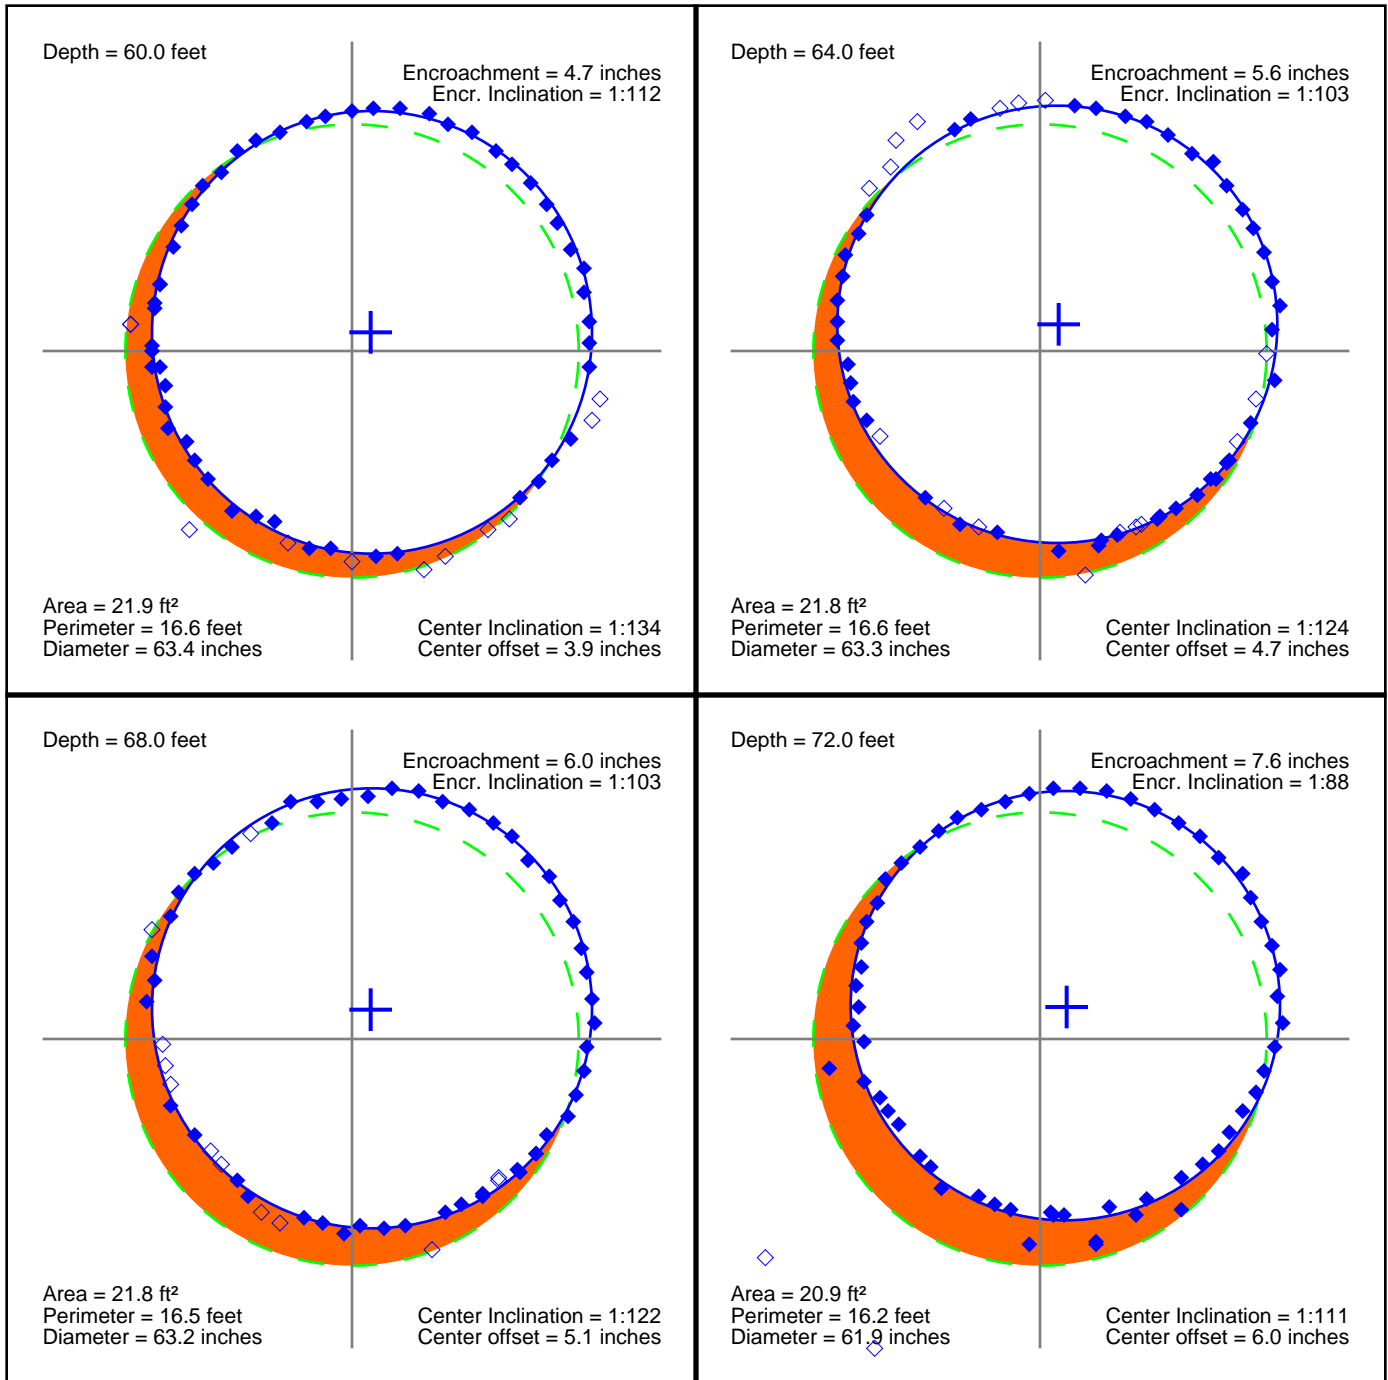 Depth = 60.0 feet
Encroachment = 4.7 inches
Encr. Inclination = 1:112
Area = 21.9 ft²
Perimeter = 16.6 feet
Diameter = 63.4 inches
Center Inclination = 1:134
Center offset = 3.9 inches
Depth = 64.0 feet
Encroachment = 5.6 inches
Encr. Inclination = 1:103
Area = 21.8 ft²
Perimeter = 16.6 feet
Diameter = 63.3 inches
Center Inclination = 1:124
Center offset = 4.7 inches
Depth = 68.0 feet
Encroachment = 6.0 inches
Encr. Inclination = 1:103
Area = 21.8 ft²
Perimeter = 16.5 feet
Diameter = 63.2 inches
Center Inclination = 1:122
Center offset = 5.1 inches
Depth = 72.0 feet
Encroachment = 7.6 inches
Encr. Inclination = 1:88
Area = 20.9 ft²
Perimeter = 16.2 feet
Diameter = 61.9 inches
Center Inclination = 1:111
Center offset = 6.0 inches